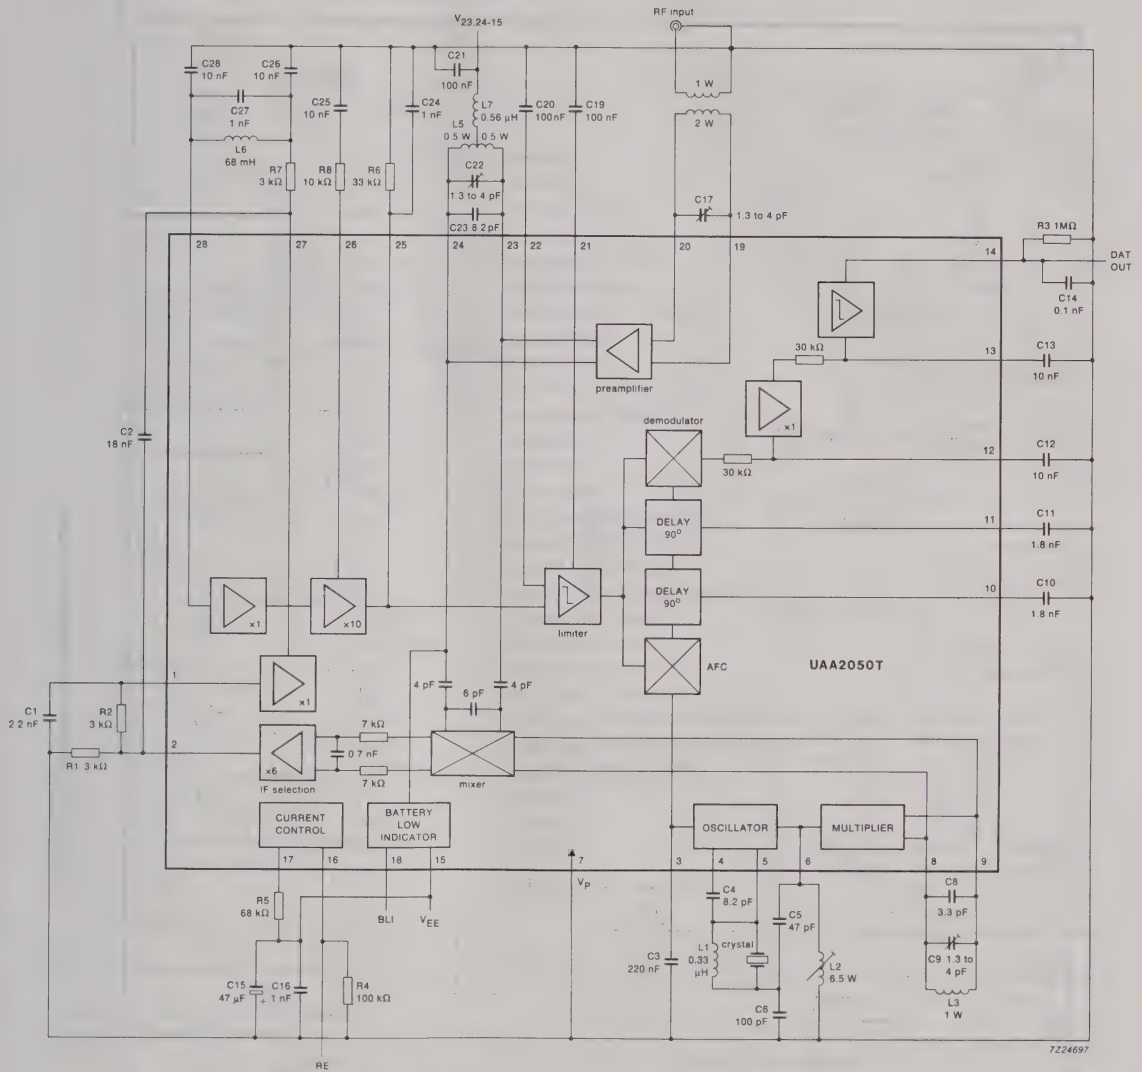 V23,24-15
RF input
C28
10 nF
C26
10 nF
C27
1 nF
L6
68 mH
R7
3 kΩ
C25
10 nF
R8
10 kΩ
R6
33 kΩ
C24
1 nF
C21
100 nF
L7
0.56 μH
L5
0 5 W
0 5 W
C22
1 3 to 4 pF
C23 8 2 pF
C20
100 nF
C19
100 nF
1 W
2 W
C17
1.3 to 4 pF
R3 1MΩ
DAT
OUT
C14
0.1 nF
28
27
26
25
24
23
22
21
20
19
14
preamplifier
30 kΩ
13
C13
10 nF
x1
demodulator
30 kΩ
12
C12
10 nF
C2
18 nF
DELAY
90°
11
C11
1.8 nF
DELAY
90°
10
C10
1.8 nF
x1
x10
limiter
AFC
UAA2050T
1
x1
4 pF
6 pF
4 pF
C1
2 2 nF
R2
3 kΩ
R1 3 kΩ
2
x6
IF selection
7 kΩ
0 7 nF
7 kΩ
mixer
CURRENT
CONTROL
BATTERY
LOW
INDICATOR
OSCILLATOR
MULTIPLIER
17
16
18
15
7
VP
3
4
5
6
8
9
R5
68 kΩ
BLI
VEE
C4
8.2 pF
C5
47 pF
C8
3.3 pF
C9 1.3 to
4 pF
L3
1 W
C3
220 nF
L1
0.33
μH
crystal
L2
6.5 W
C15
47 μF
+
C16
1 nF
R4
100 kΩ
C6
100 pF
RE
7Z24697